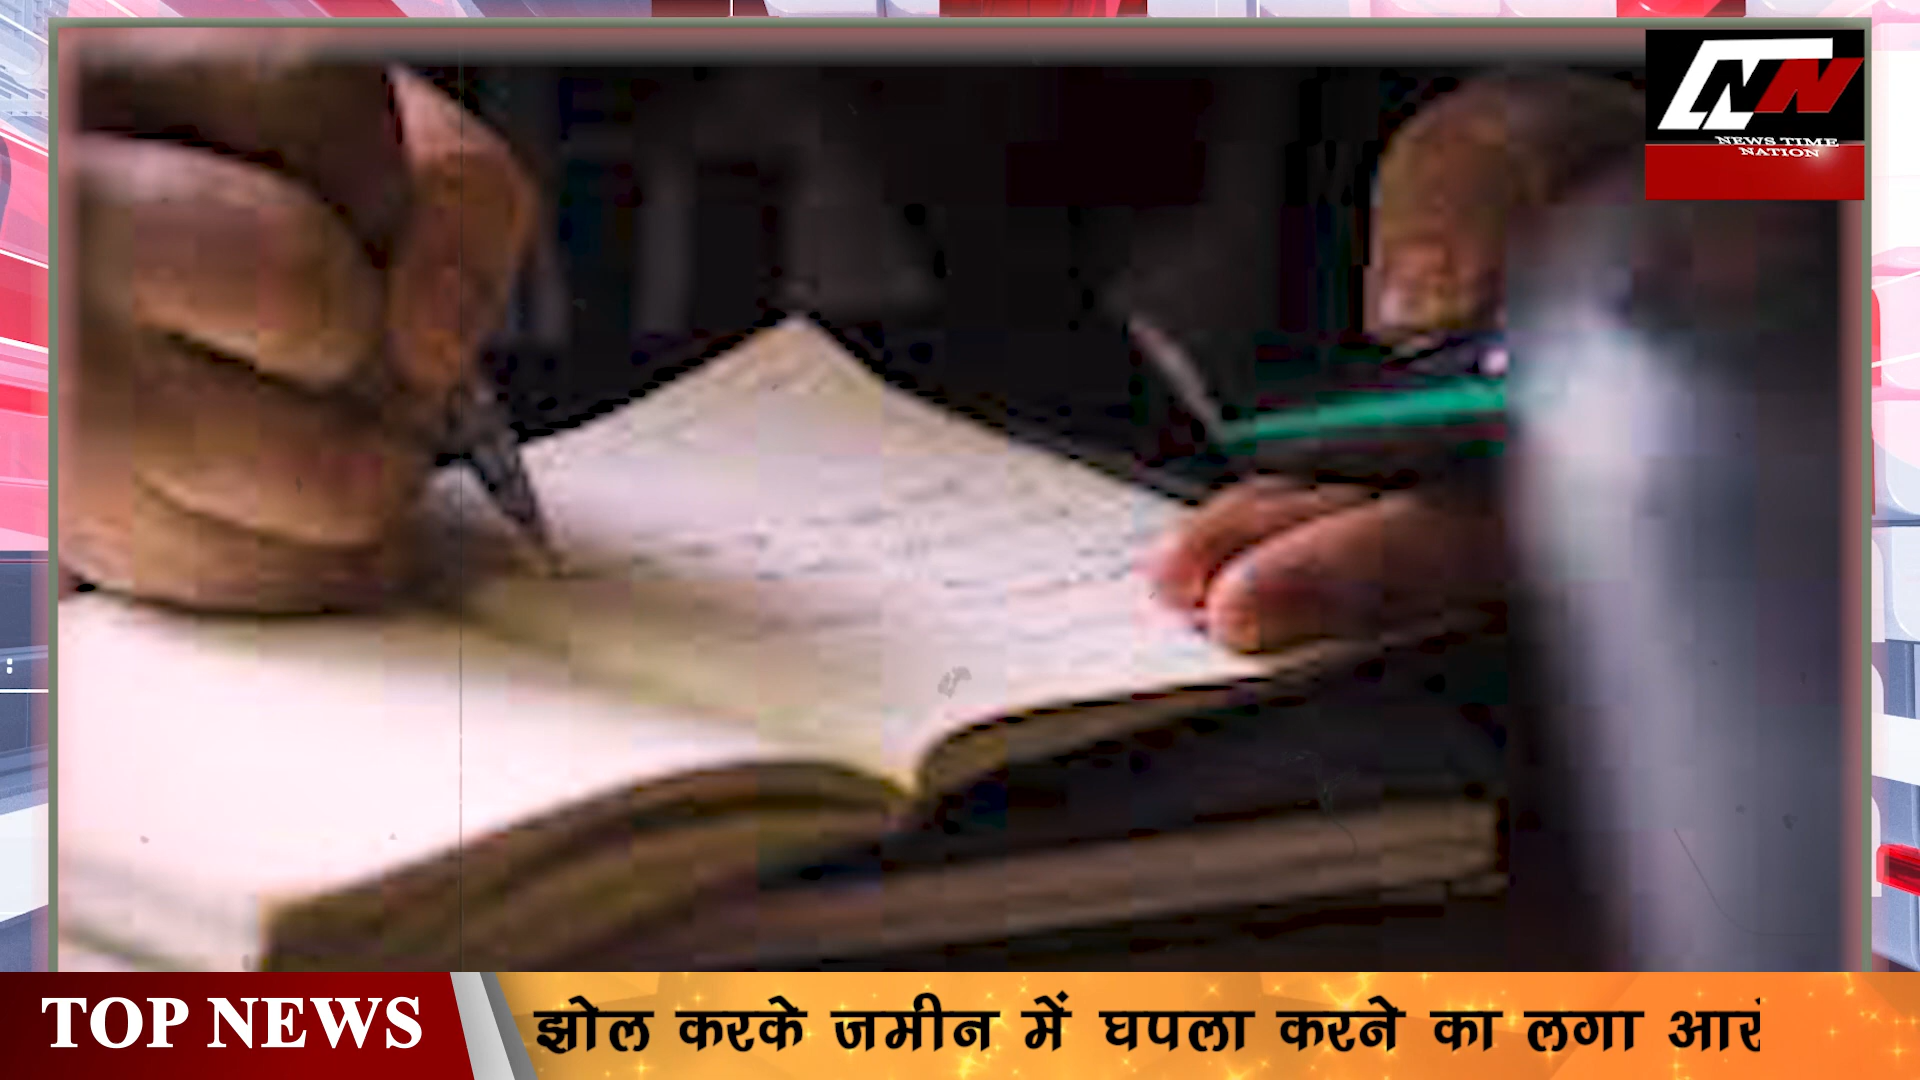 NEWS TIME
NATION
TOP NEWS
झोल करके जमीन में घपला करने का लगा